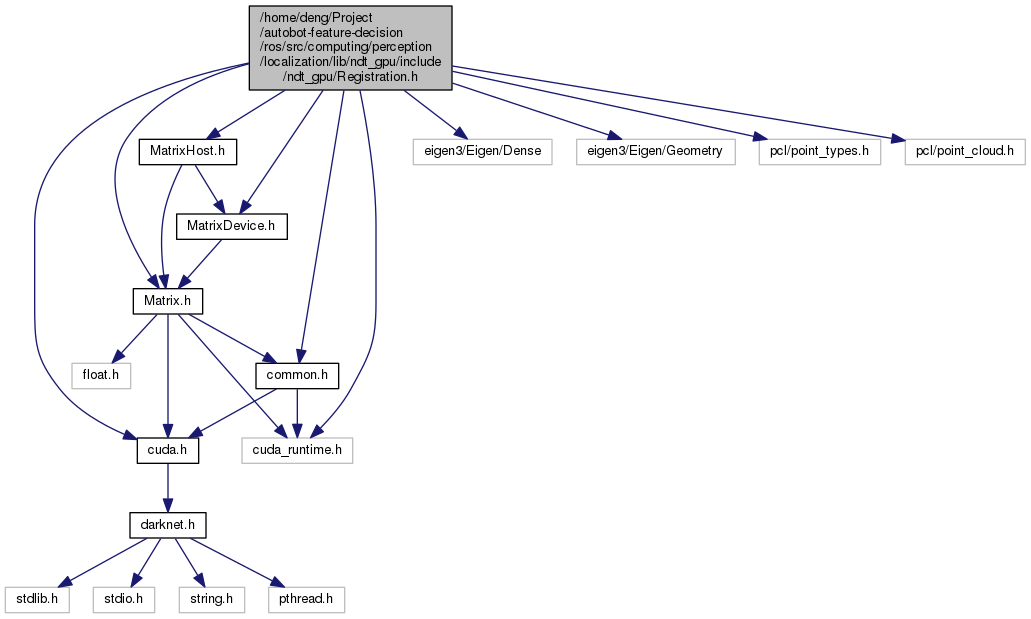 /home/deng/Project
/autobot-feature-decision
/ros/src/computing/perception
/localization/lib/ndt_gpu/include
/ndt_gpu/Registration.h
MatrixHost.h
eigen3/Eigen/Dense
eigen3/Eigen/Geometry
pcl/point_types.h
pcl/point_cloud.h
MatrixDevice.h
Matrix.h
float.h
common.h
cuda.h
cuda_runtime.h
darknet.h
stdlib.h
stdio.h
string.h
pthread.h